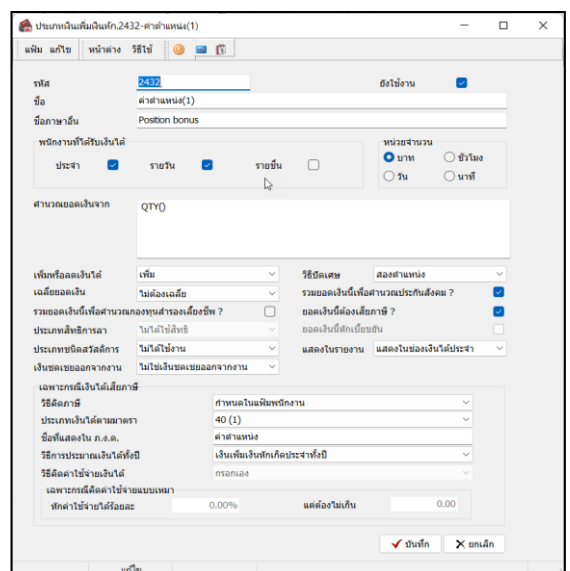 ประเภทเงินเพิ่มเงินหัก.2432-ค่าตำแหน่ง(1)
แฟ้ม แก้ไข หน้าต่าง วิธีใช้
รหัส 2432 ยังใช้งาน
ชื่อ ค่าตำแหน่ง(1)
ชื่อภาษาอื่น Position bonus
พนักงานที่ได้รับเงินได้ หน่วยจำนวน
ประจำ รายวัน รายชิ้น บาท ชั่วโมง
วัน นาที
คำนวณยอดเงินจาก QTY()
เพิ่มหรือลดเงินได้ เพิ่ม วิธีปัดเศษ สองตำแหน่ง
เฉลี่ยยอดเงิน ไม่ต้องเฉลี่ย รวมยอดเงินนี้เพื่อคำนวณประกันสังคม ?
รวมยอดเงินนี้เพื่อคำนวณกองทุนสำรองเลี้ยงชีพ ? ยอดเงินนี้ต้องเสียภาษี ?
ประเภทสิทธิการลา ไม่ได้ใช้สิทธิ ยอดเงินนี้หักเบี้ยขยัน
ประเภทชนิดสวัสดิการ ไม่ได้ใช้งาน แสดงในรายงาน แสดงในช่องเงินได้ประจำ
เงินชดเชยออกจากงาน ไม่ใช่เงินชดเชยออกจากงาน
เฉพาะกรณีเงินได้เสียภาษี
วิธีคิดภาษี กำหนดในแฟ้มพนักงาน
ประเภทเงินได้ตามมาตรา 40 (1)
ชื่อที่แสดงใน ภ.ง.ด. ค่าตำแหน่ง
วิธีการประมาณเงินได้ทั้งปี เงินเพิ่มเงินหักเกิดประจำทั้งปี
วิธีคิดค่าใช้จ่ายเงินได้ กรอกเอง
เฉพาะกรณีคิดค่าใช้จ่ายแบบเหมา
หักค่าใช้จ่ายได้ร้อยละ 0.00% แต่ต้องไม่เกิน 0.00
บันทึก ยกเลิก
แก้ไข